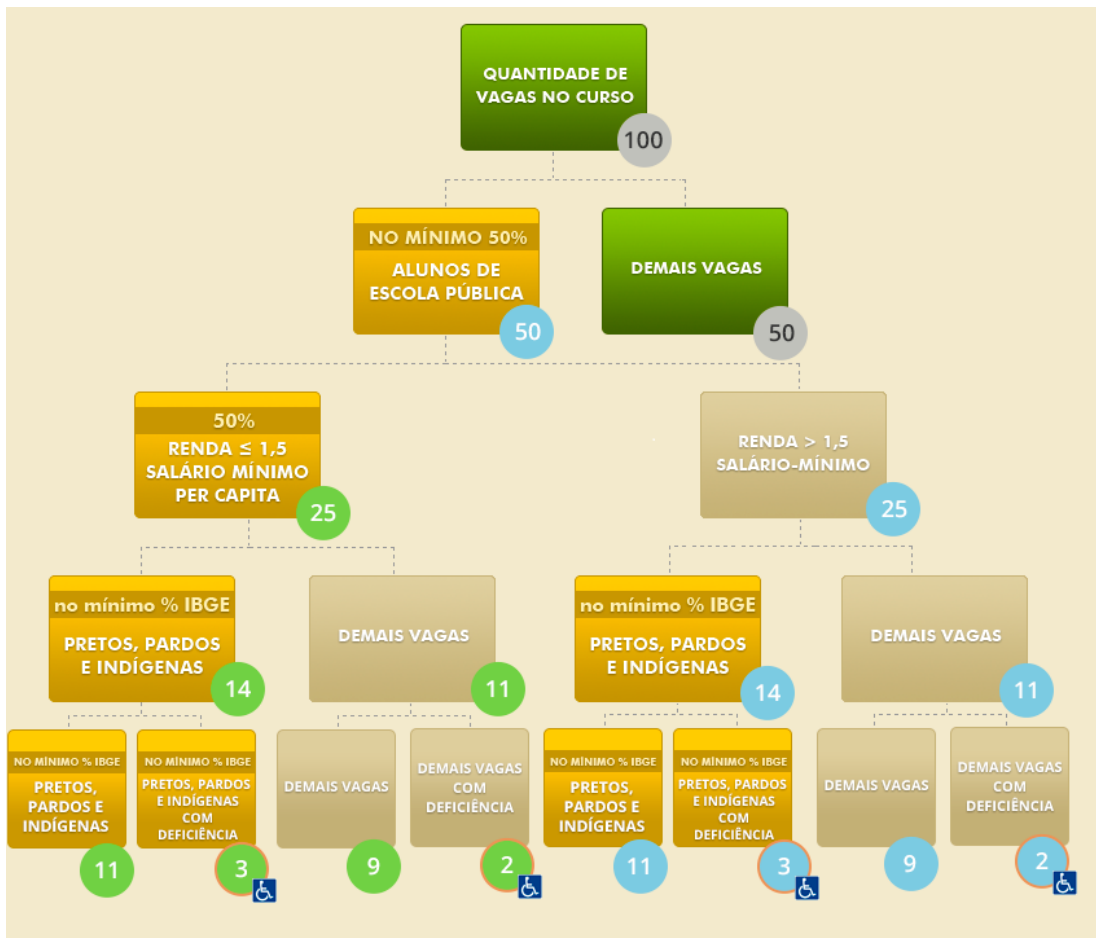 QUANTIDADE DE
VAGAS NO CURSO
100
NO MÍNIMO 50%
ALUNOS DE
ESCOLA PÚBLICA
50
DEMAIS VAGAS
50
50%
RENDA ≤ 1,5
SALÁRIO MÍNIMO
PER CAPITA
25
RENDA > 1,5
SALÁRIO-MÍNIMO
25
no mínimo % IBGE
PRETOS, PARDOS
E INDÍGENAS
14
DEMAIS VAGAS
11
no mínimo % IBGE
PRETOS, PARDOS
E INDÍGENAS
14
DEMAIS VAGAS
11
NO MÍNIMO % IBGE
PRETOS,
PARDOS E
INDÍGENAS
11
NO MÍNIMO % IBGE
PRETOS, PARDOS
E INDÍGENAS
COM
DEFICIÊNCIA
3
DEMAIS VAGAS
9
DEMAIS VAGAS
COM
DEFICIÊNCIA
2
NO MÍNIMO % IBGE
PRETOS,
PARDOS E
INDÍGENAS
11
NO MÍNIMO % IBGE
PRETOS, PARDOS
E INDÍGENAS
COM
DEFICIÊNCIA
3
DEMAIS VAGAS
9
DEMAIS VAGAS
COM
DEFICIÊNCIA
2